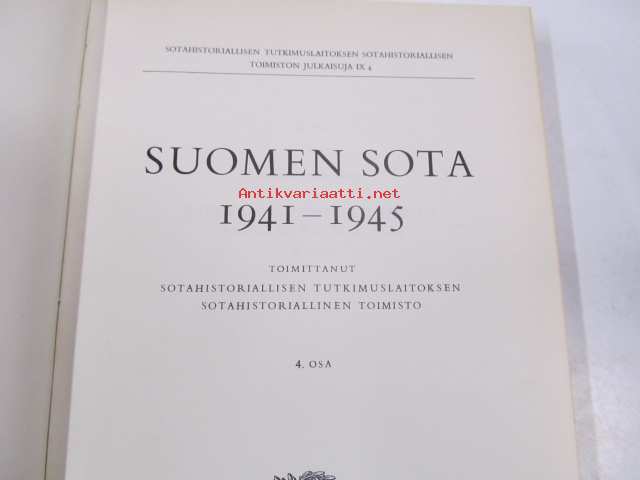 SOTAHISTORIALLISEN TUTKIMUSLAITOKSEN SOTAHISTORIALLISEN
TOIMISTON JULKAISUJA IX 4
SUOMEN SOTA
Antikvariaatti.net
1941–1945
TOIMITTANUT
SOTAHISTORIALLISEN TUTKIMUSLAITOKSEN
SOTAHISTORIALLINEN TOIMISTO
4. OSA